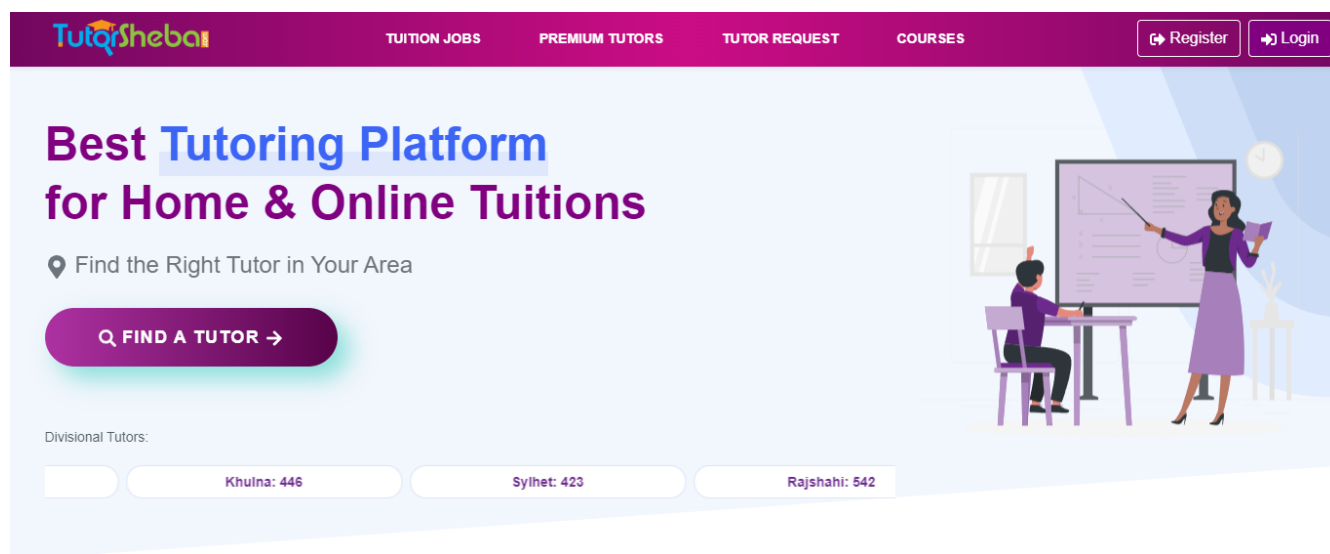 TutorSheba.com
TUITION JOBS
PREMIUM TUTORS
TUTOR REQUEST
COURSES
Register
Login
Best Tutoring Platform
for Home & Online Tuitions
Find the Right Tutor in Your Area
FIND A TUTOR →
Divisional Tutors:
Khulna: 446
Sylhet: 423
Rajshahi: 542